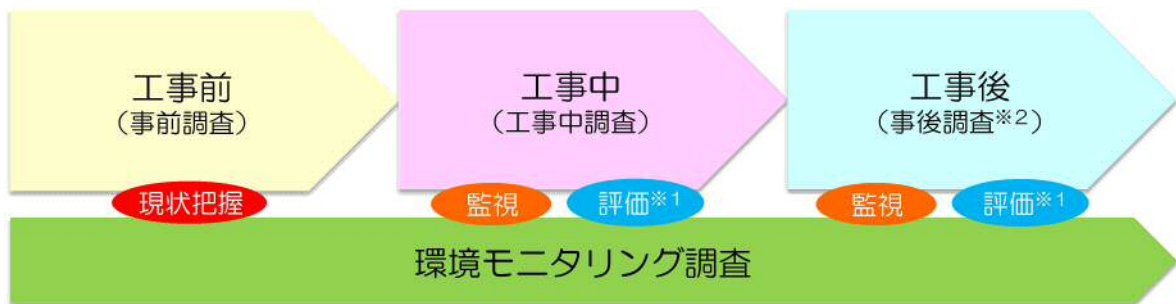 工事前
（事前調査）
工事中
（工事中調査）
工事後
（事後調査※2）
現状把握
監視
評価※1
監視
評価※1
環境モニタリング調査